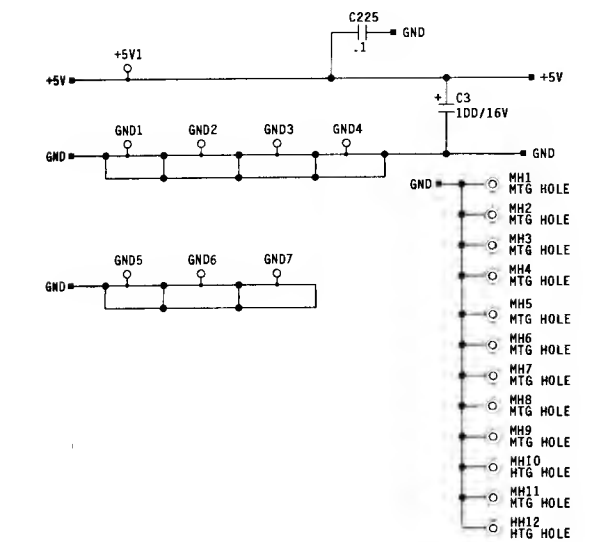 C225
GND
.1
+5V1
+5V
+5V
+ C3
1DD/16V
GND1 GND2 GND3 GND4
GND
GND
GND
MH1
MTG HOLE
MH2
MTG HOLE
MH3
MTG HOLE
MH4
MTG HOLE
GND5 GND6 GND7
GND
MH5
MTG HOLE
MH6
MTG HOLE
MH7
MTG HOLE
MH8
MTG HOLE
MH9
MTG HOLE
MHIO
HTG HOLE
MH11
MTG HOLE
HH12
HTG HOLE